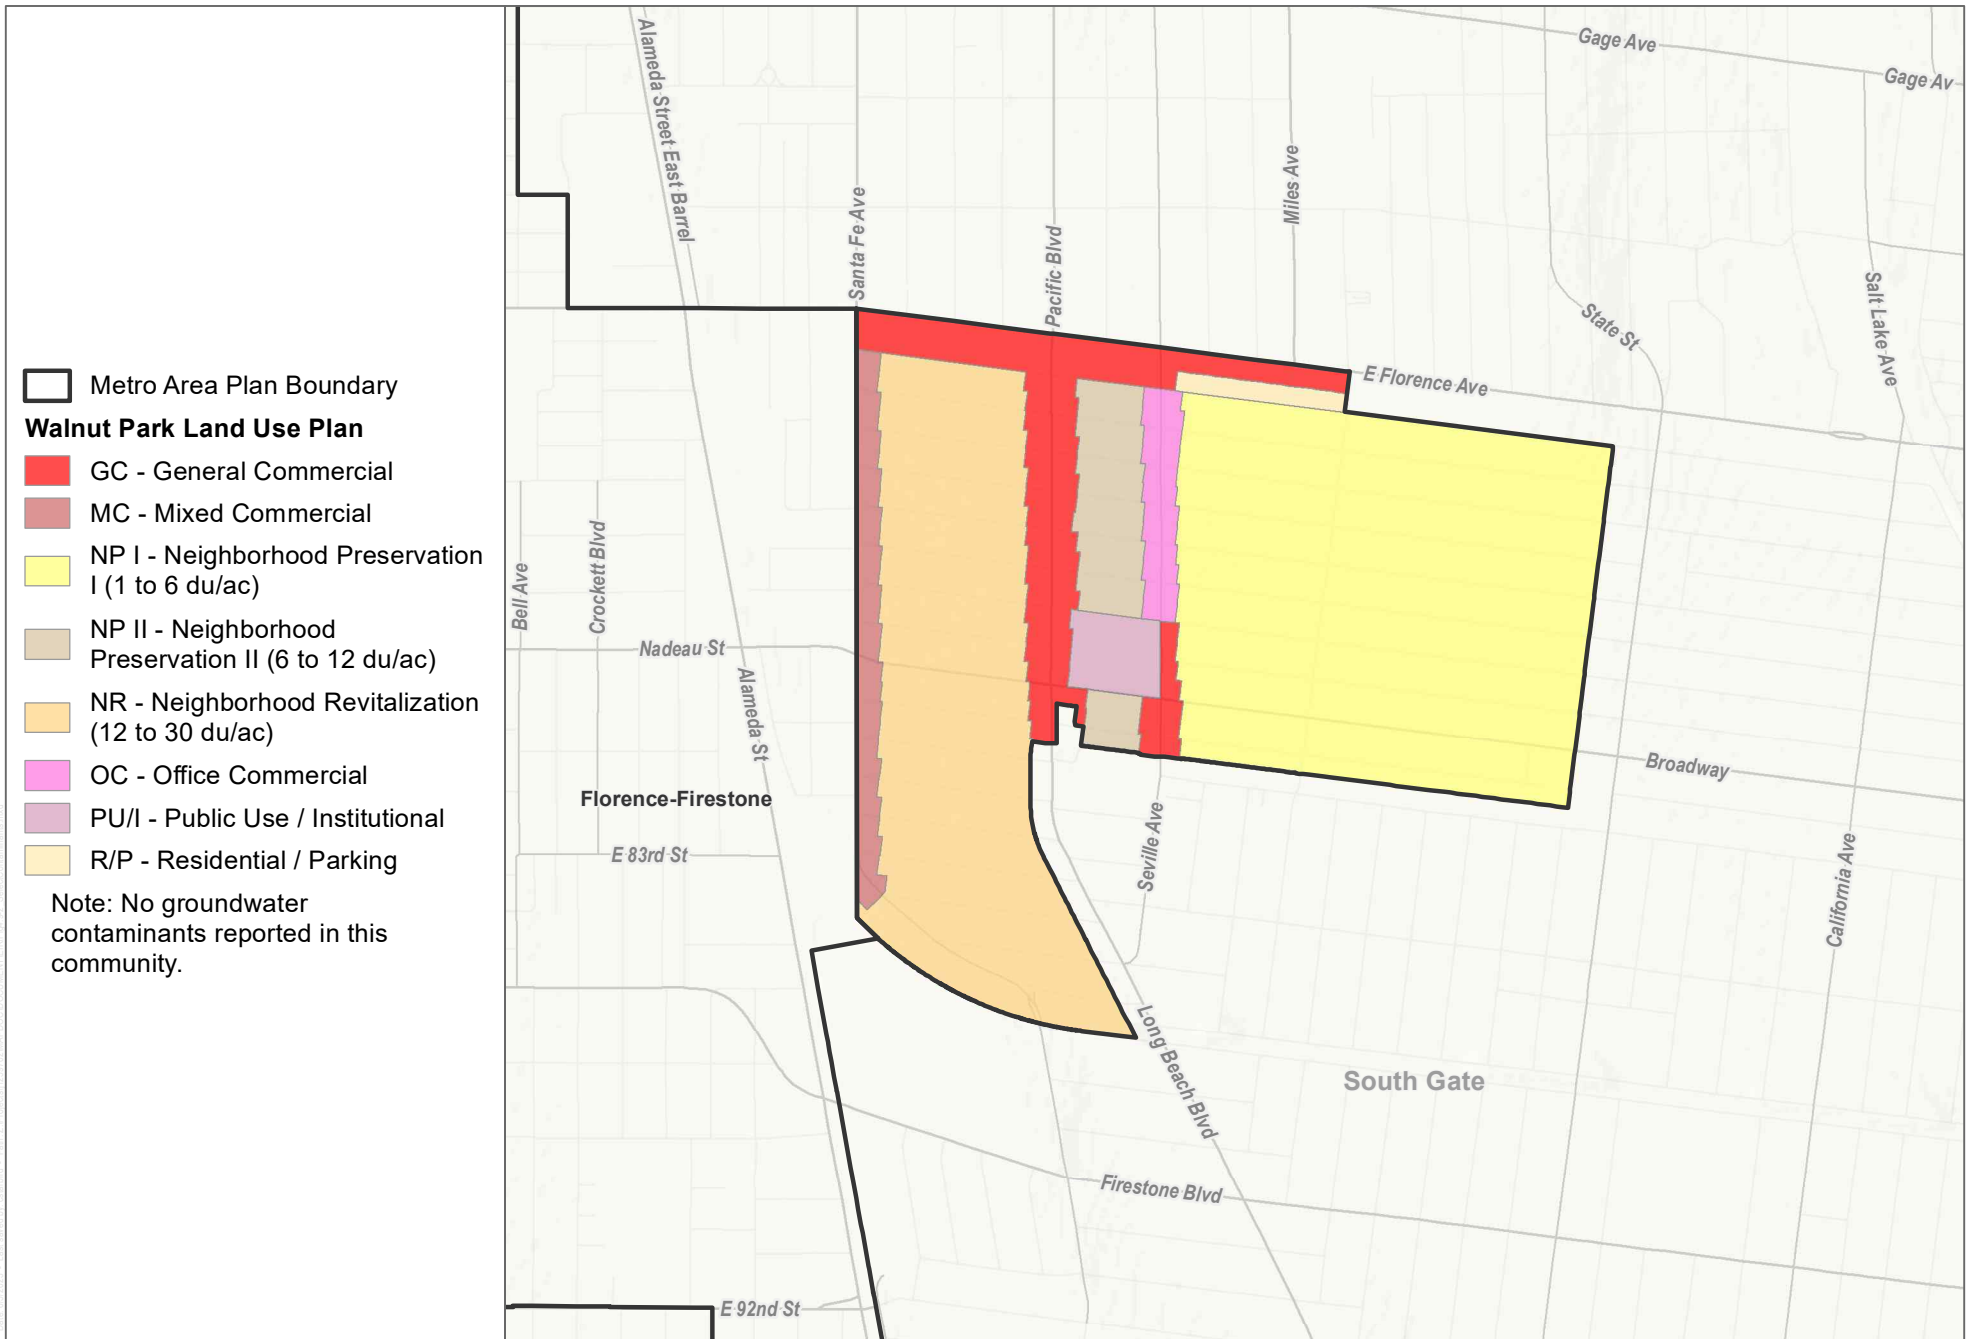 Metro Area Plan Boundary
Walnut Park Land Use Plan
GC - General Commercial
MC - Mixed Commercial
NP I - Neighborhood Preservation
I (1 to 6 du/ac)
NP II - Neighborhood
Preservation II (6 to 12 du/ac)
NR - Neighborhood Revitalization
(12 to 30 du/ac)
OC - Office Commercial
PU/I - Public Use / Institutional
R/P - Residential / Parking
Note: No groundwater
contaminants reported in this
community.
Alameda Street East Barrel
Gage Ave
Gage Av
Santa Fe Ave
Pacific Blvd
Miles Ave
State St
Salt Lake Ave
E Florence Ave
Bell Ave
Crockett Blvd
Nadeau St
Alameda St
Broadway
Florence-Firestone
E 83rd St
Seville Ave
California Ave
Long Beach Blvd
South Gate
Firestone Blvd
E 92nd St